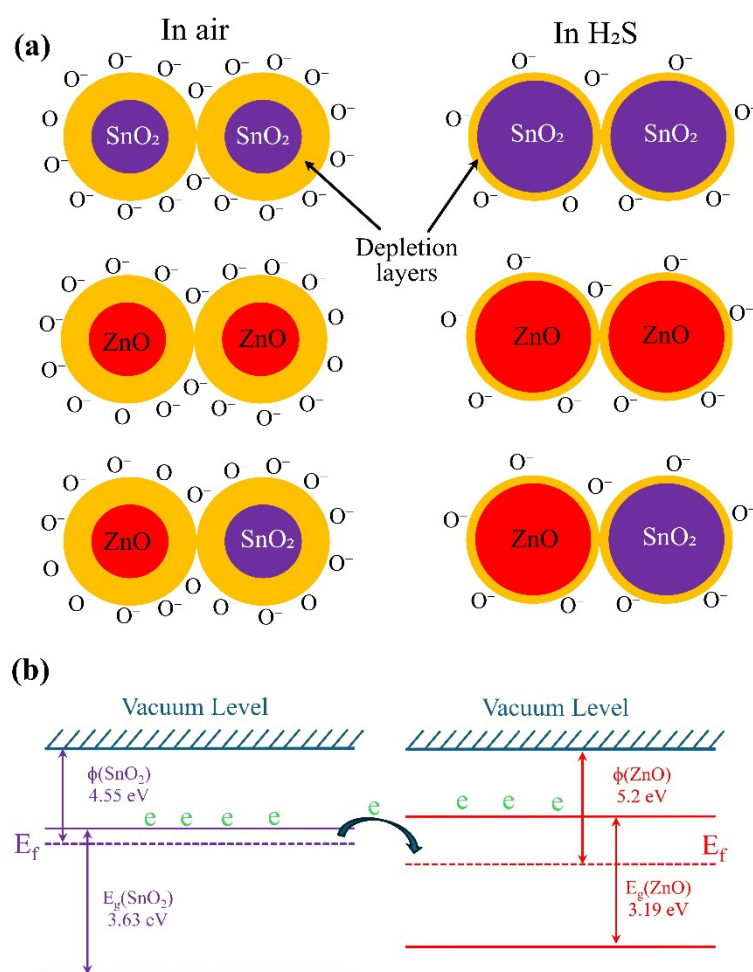 (a)
In air
In H₂S
O⁻ O⁻ O⁻ O⁻ O⁻ O⁻
O⁻ O⁻ O⁻
O SnO₂ SnO₂ O⁻
O⁻ O⁻ O⁻
O⁻ O⁻ O⁻ O⁻ O⁻ O⁻ O⁻
O⁻ O⁻
O⁻ O⁻ O⁻
SnO₂ SnO₂
O⁻ O O⁻ O⁻
Depletion
layers
O⁻ O⁻ O⁻ O⁻ O⁻
O⁻ O⁻ O⁻
O⁻ ZnO ZnO O
O⁻ O⁻ O⁻
O⁻ O O⁻ O⁻ O⁻ O⁻ O⁻
O⁻ O⁻
O⁻ O⁻ O⁻
ZnO ZnO
O⁻ O⁻ O⁻ O⁻
O⁻ O⁻ O O⁻ O⁻
O⁻ O O⁻
O⁻ ZnO SnO₂ O⁻
O⁻ O O⁻
O O⁻ O⁻ O⁻ O⁻ O O
O⁻ O⁻
O⁻ O⁻ O⁻
ZnO SnO₂
O⁻ O⁻ O⁻ O⁻
(b)
Vacuum Level
Vacuum Level
ϕ(SnO₂)
4.55 eV
ϕ(ZnO)
5.2 eV
e e e e e e e e
E_f
E_f
E_g(SnO₂)
3.63 eV
E_g(ZnO)
3.19 eV